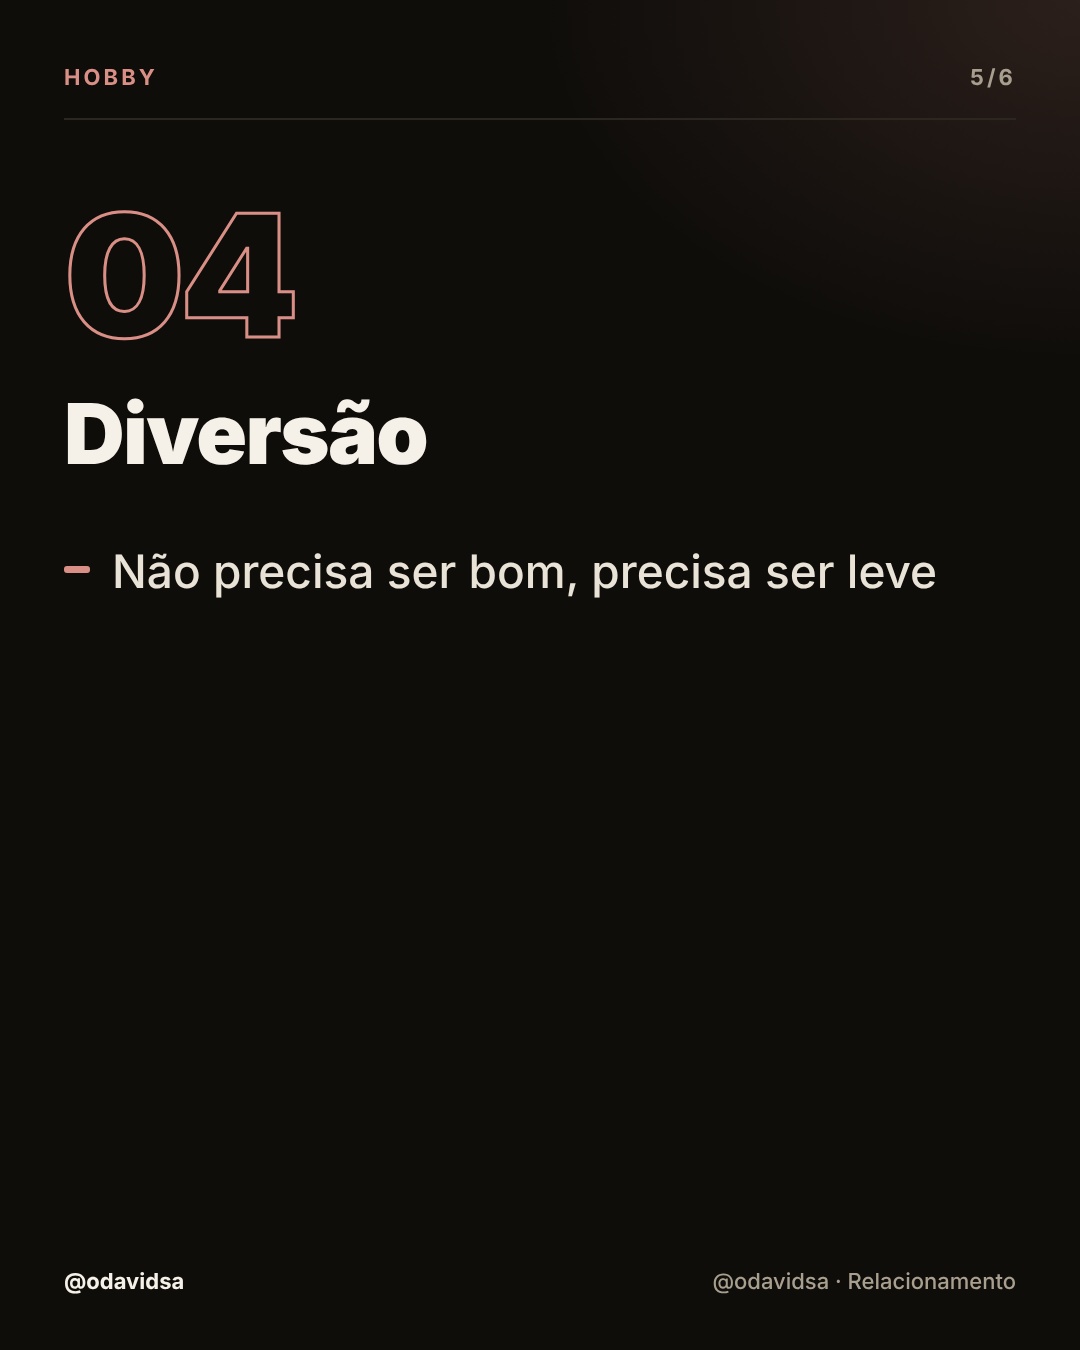 HOBBY
5/6
04
Diversão
Não precisa ser bom, precisa ser leve
@odavidsa
@odavidsa · Relacionamento